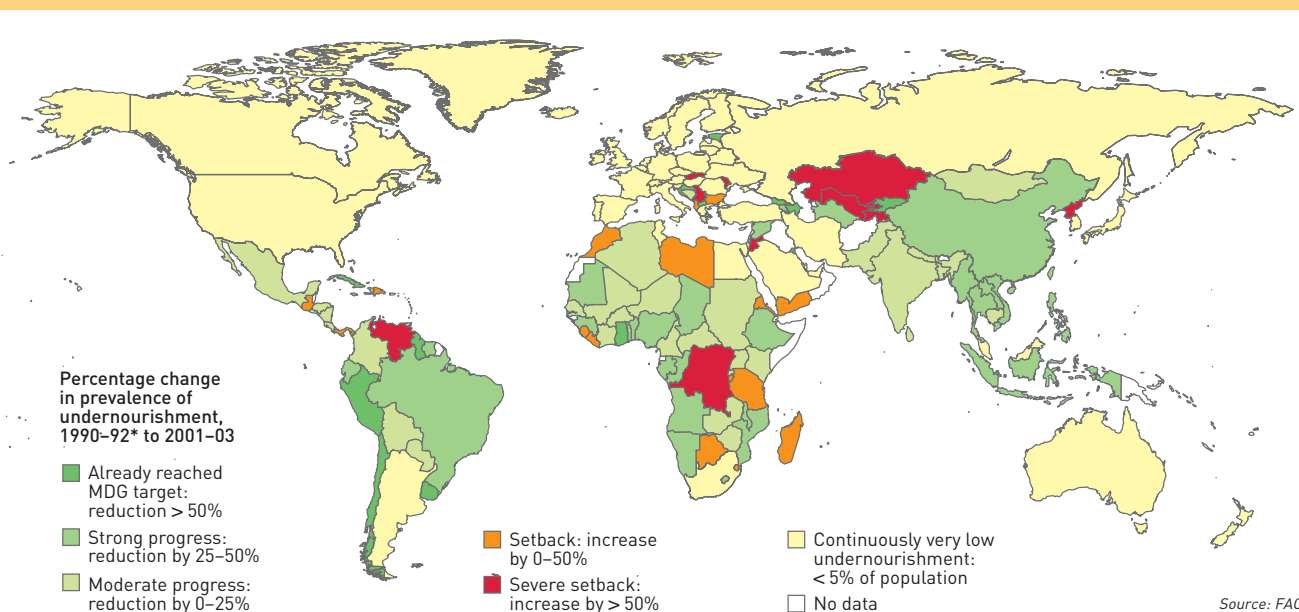 Percentage change
in prevalence of
undernourishment,
1990–92* to 2001–03
Already reached
MDG target:
reduction > 50%
Strong progress:
reduction by 25–50%
Moderate progress:
reduction by 0–25%
Setback: increase
by 0–50%
Severe setback:
increase by > 50%
Continuously very low
undernourishment:
< 5% of population
No data
Source: FAO